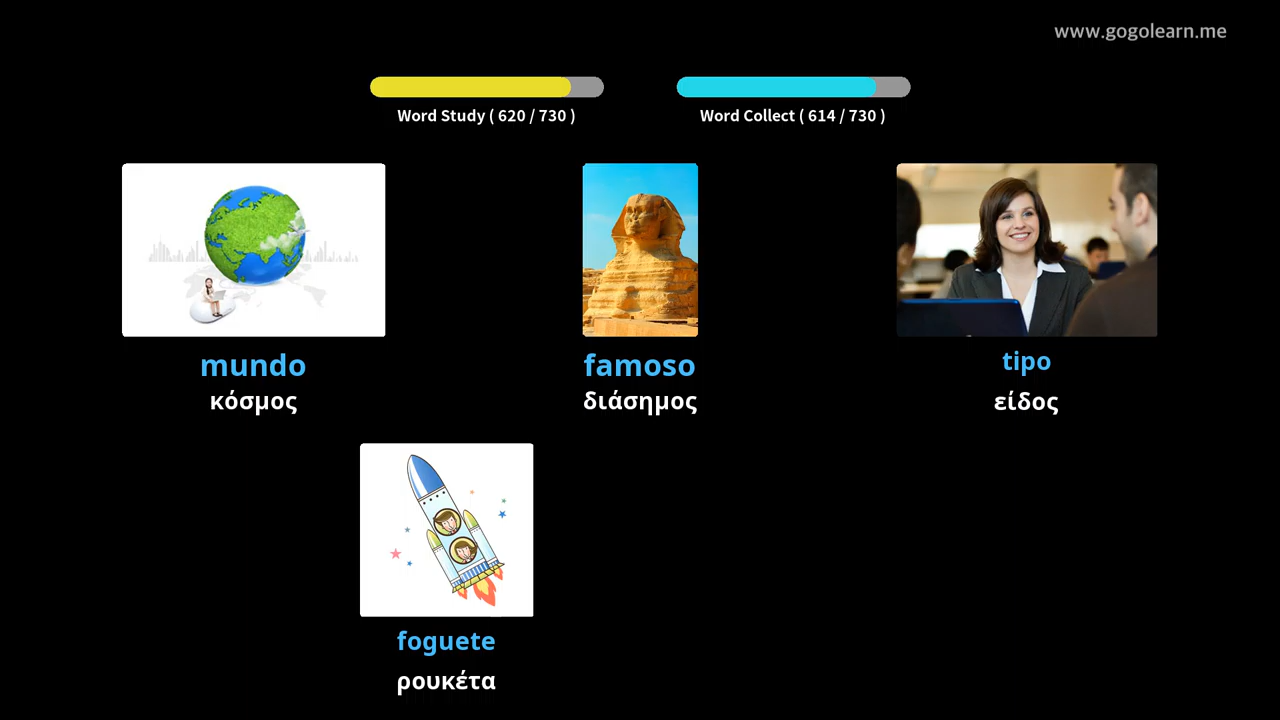 www.gogolearn.me
Word Study ( 620 / 730 )
Word Collect ( 614 / 730 )
mundo
κόσμος
famoso
διάσημος
tipo
είδος
foguete
ρουκέτα